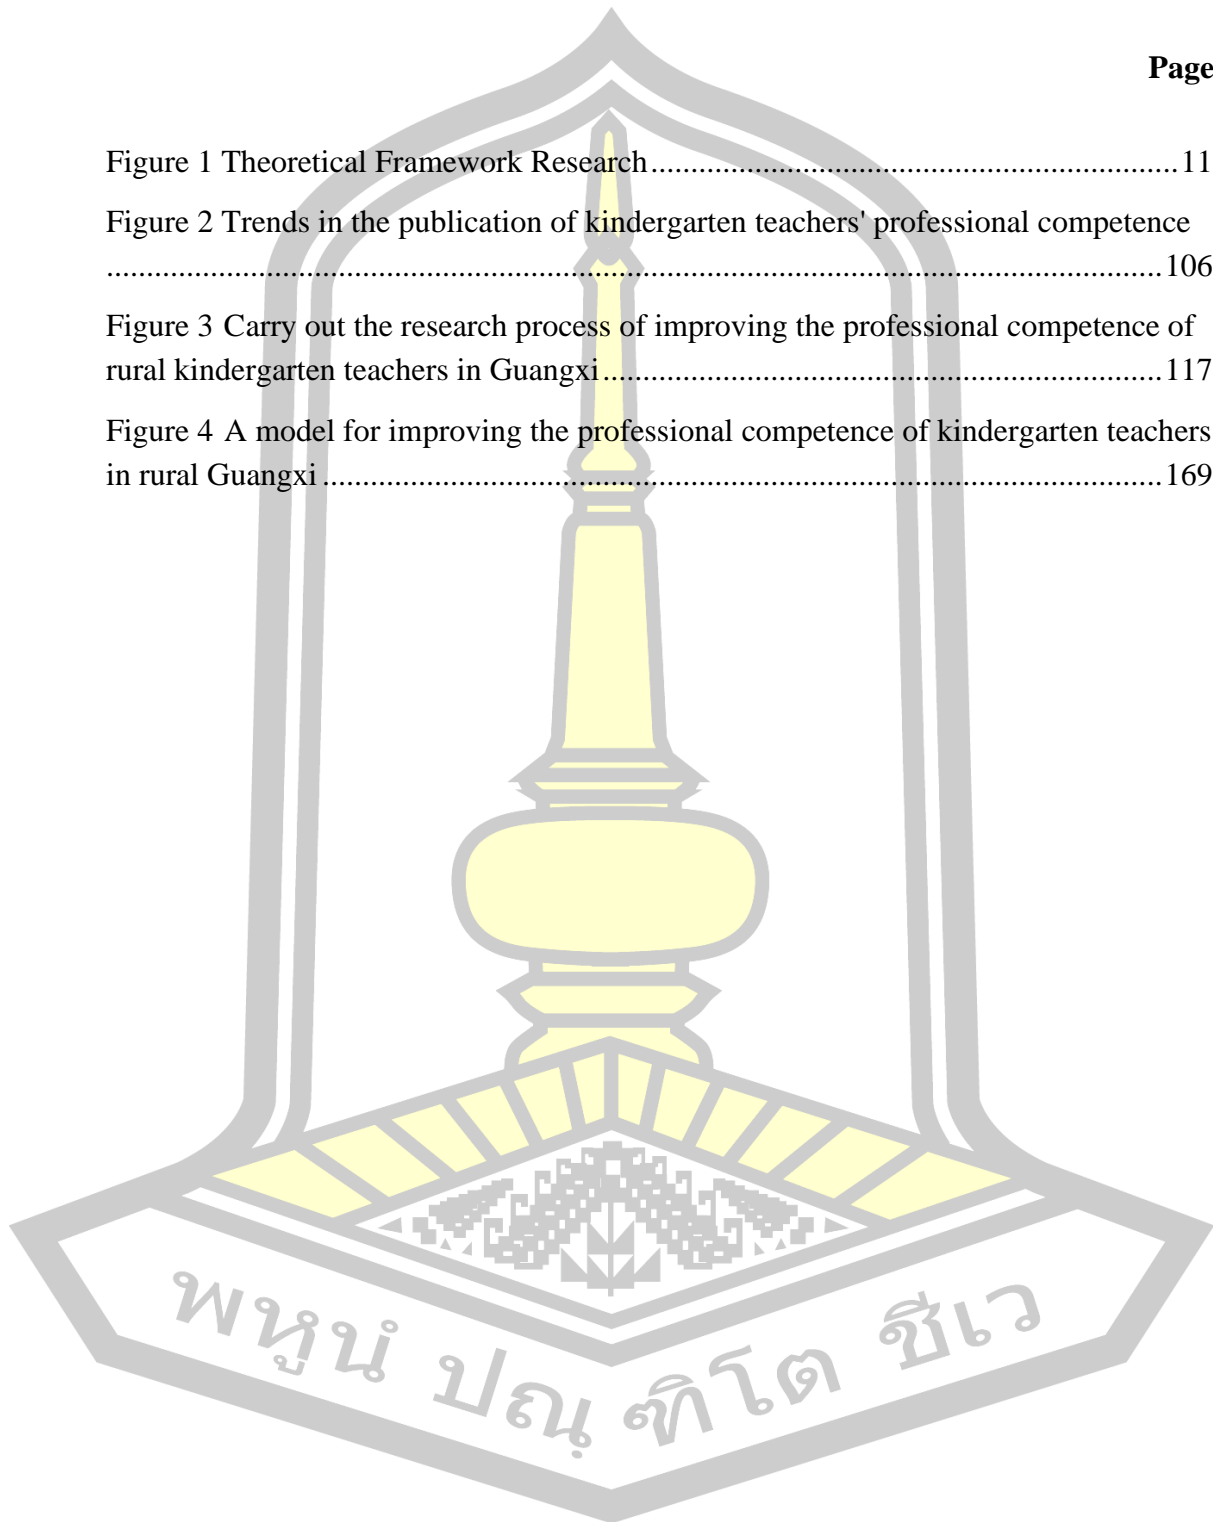 Page
Figure 1 Theoretical Framework Research..................................................................11
Figure 2 Trends in the publication of kindergarten teachers' professional competence
....................................................................................................................................106
Figure 3 Carry out the research process of improving the professional competence of
rural kindergarten teachers in Guangxi......................................................................117
Figure 4 A model for improving the professional competence of kindergarten teachers
in rural Guangxi.........................................................................................................169
พหูนํ ปณฺฑิโต ชีเว